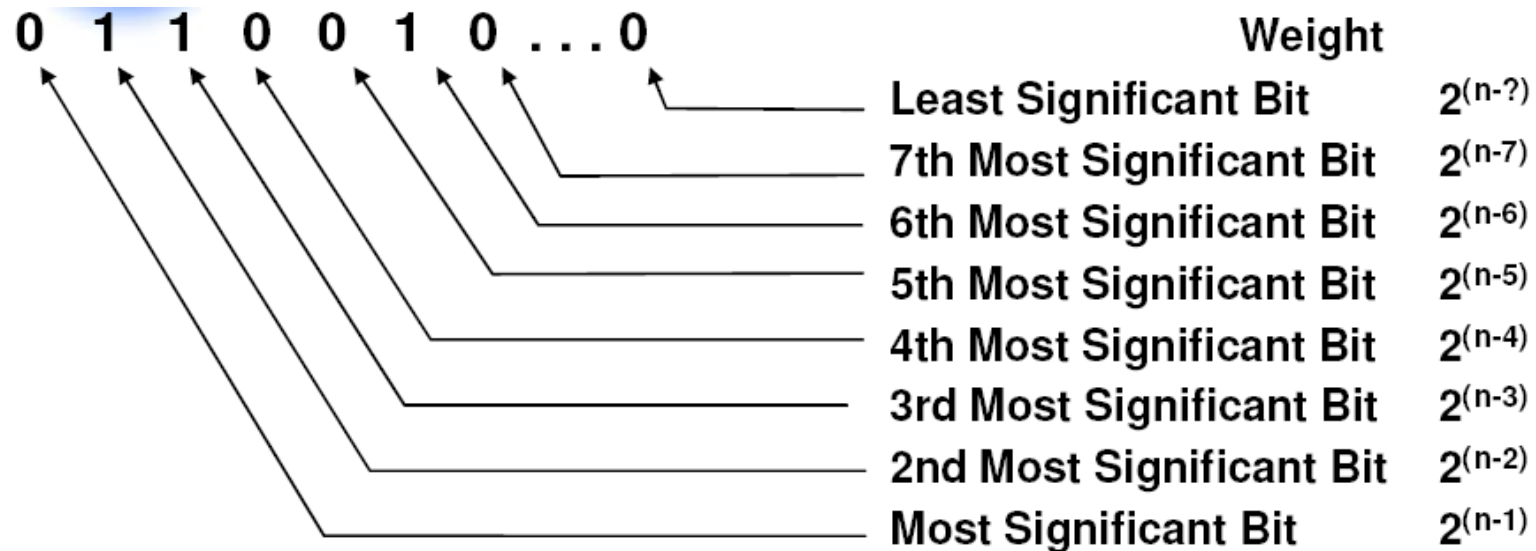 0 1 1 0 0 1 0 . . . 0 Weight
Least Significant Bit 2(n-?)
7th Most Significant Bit 2(n-7)
6th Most Significant Bit 2(n-6)
5th Most Significant Bit 2(n-5)
4th Most Significant Bit 2(n-4)
3rd Most Significant Bit 2(n-3)
2nd Most Significant Bit 2(n-2)
Most Significant Bit 2(n-1)